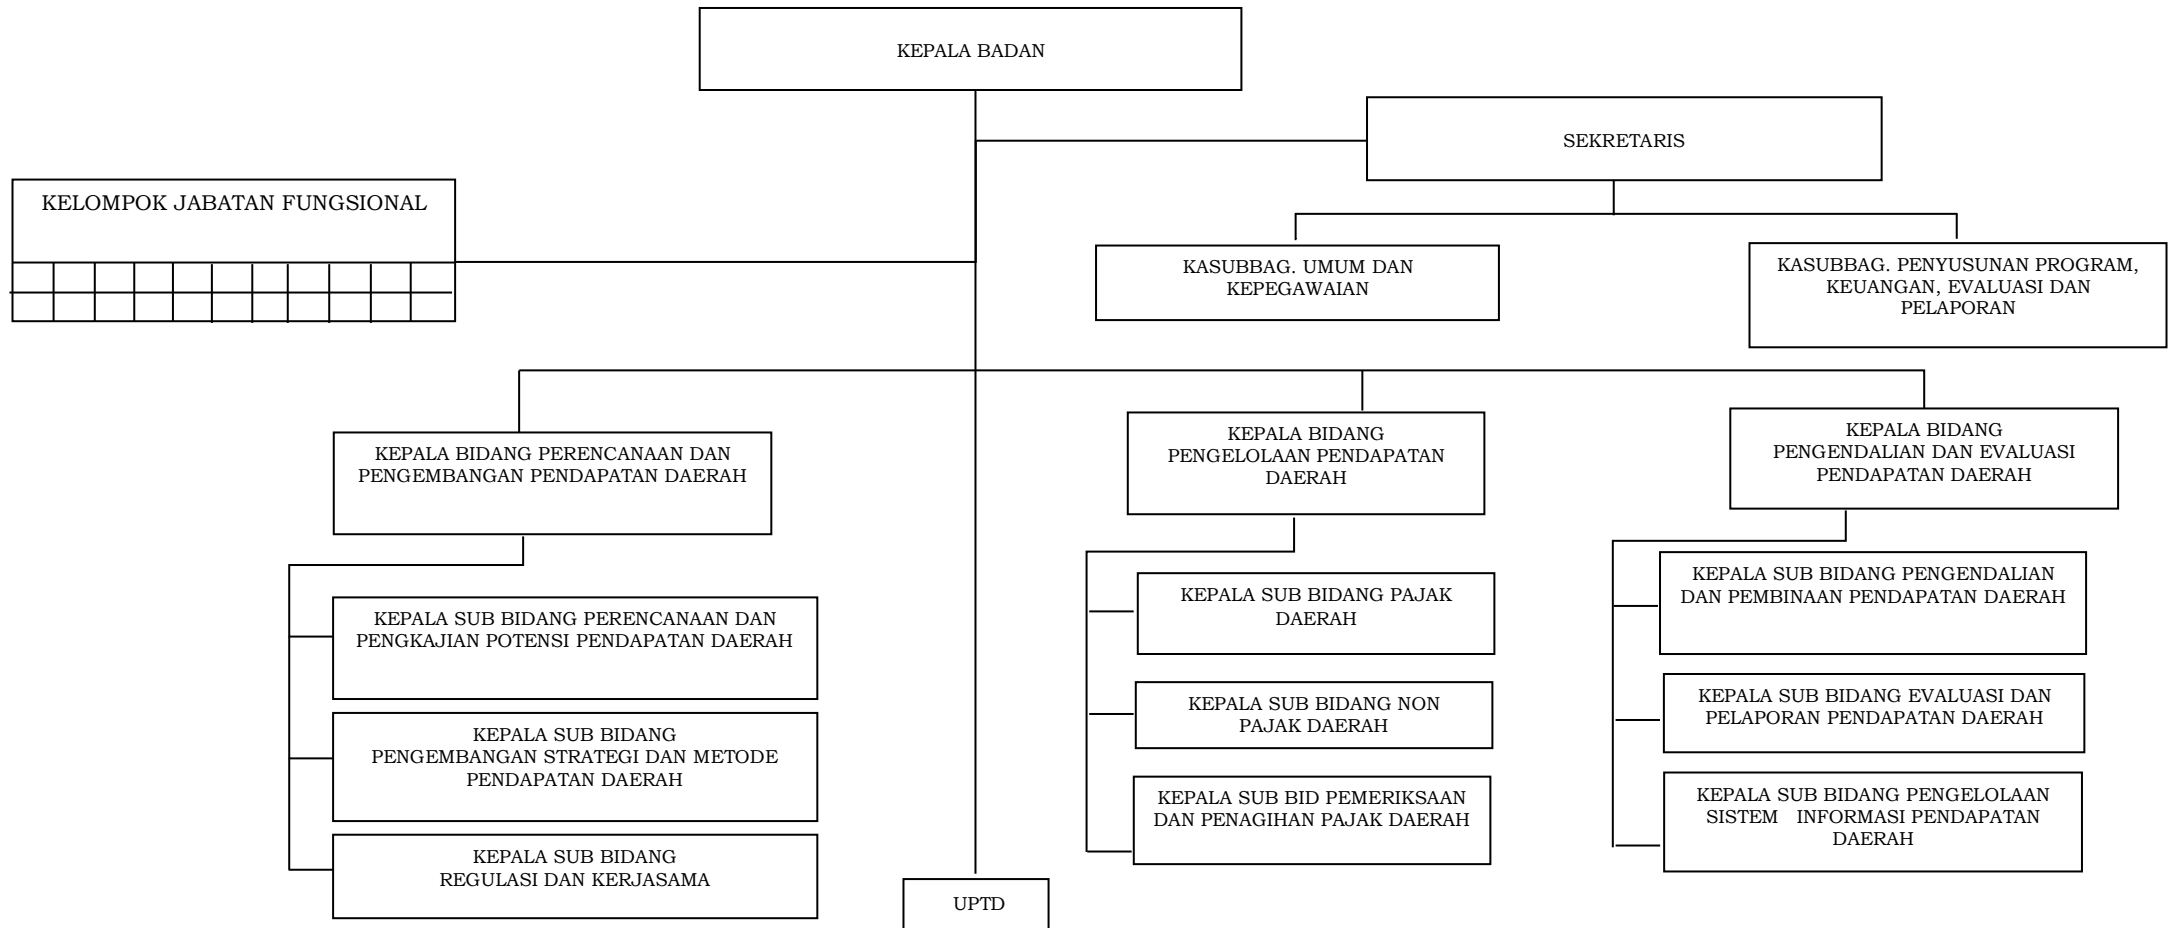 KEPALA BADAN
SEKRETARIS
KELOMPOK JABATAN FUNGSIONAL
KASUBBAG. UMUM DAN
KEPEGAWAIAN
KASUBBAG. PENYUSUNAN PROGRAM,
KEUANGAN, EVALUASI DAN
PELAPORAN
KEPALA BIDANG PERENCANAAN DAN
PENGEMBANGAN PENDAPATAN DAERAH
KEPALA BIDANG
PENGELOLAAN PENDAPATAN
DAERAH
KEPALA BIDANG
PENGENDALIAN DAN EVALUASI
PENDAPATAN DAERAH
KEPALA SUB BIDANG PERENCANAAN DAN
PENGKAJIAN POTENSI PENDAPATAN DAERAH
KEPALA SUB BIDANG
PENGEMBANGAN STRATEGI DAN METODE
PENDAPATAN DAERAH
KEPALA SUB BIDANG
REGULASI DAN KERJASAMA
KEPALA SUB BIDANG PAJAK
DAERAH
KEPALA SUB BIDANG NON
PAJAK DAERAH
KEPALA SUB BID PEMERIKSAAN
DAN PENAGIHAN PAJAK DAERAH
KEPALA SUB BIDANG PENGENDALIAN
DAN PEMBINAAN PENDAPATAN DAERAH
KEPALA SUB BIDANG EVALUASI DAN
PELAPORAN PENDAPATAN DAERAH
KEPALA SUB BIDANG PENGELOLAAN
SISTEM INFORMASI PENDAPATAN
DAERAH
UPTD